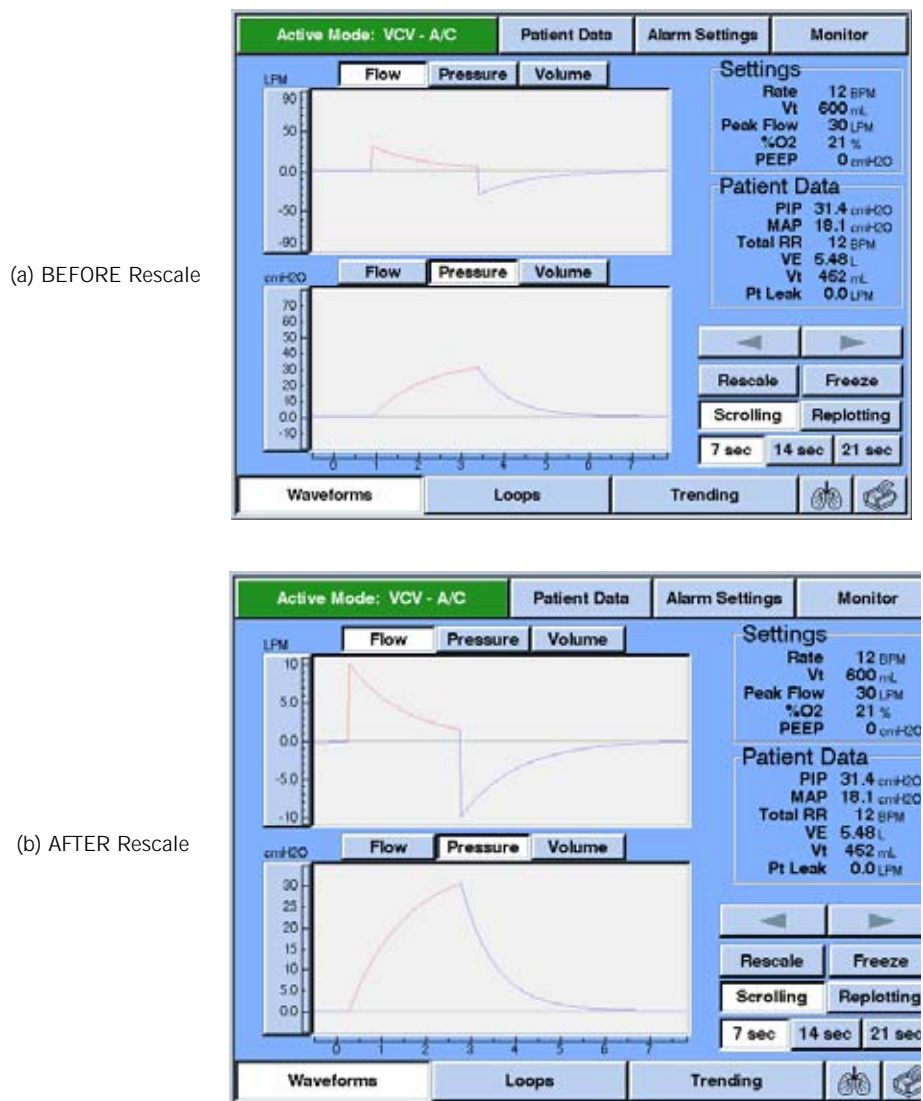 (a) BEFORE Rescale
Active Mode: VCV - A/C Patient Data Alarm Settings Monitor
LPM Flow Pressure Volume
90
50
0.0
-50
-90
cmH2O Flow Pressure Volume
70
60
50
40
30
20
10
0.0
-10
0 1 2 3 4 5 6 7
Settings
Rate 12 BPM
Vt 600 mL
Peak Flow 30 LPM
%O2 21 %
PEEP 0 cmH2O
Patient Data
PIP 31.4 cmH2O
MAP 18.1 cmH2O
Total RR 12 BPM
VE 5.48 L
Vt 462 mL
Pt Leak 0.0 LPM
Rescale Freeze
Scrolling Replotting
7 sec 14 sec 21 sec
Waveforms Loops Trending
(b) AFTER Rescale
Active Mode: VCV - A/C Patient Data Alarm Settings Monitor
LPM Flow Pressure Volume
10
5.0
0.0
-5.0
-10
cmH2O Flow Pressure Volume
30
25
20
15
10
5.0
0.0
0 1 2 3 4 5 6 7
Settings
Rate 12 BPM
Vt 600 mL
Peak Flow 30 LPM
%O2 21 %
PEEP 0 cmH2O
Patient Data
PIP 31.4 cmH2O
MAP 18.1 cmH2O
Total RR 12 BPM
VE 5.48 L
Vt 462 mL
Pt Leak 0.0 LPM
Rescale Freeze
Scrolling Replotting
7 sec 14 sec 21 sec
Waveforms Loops Trending